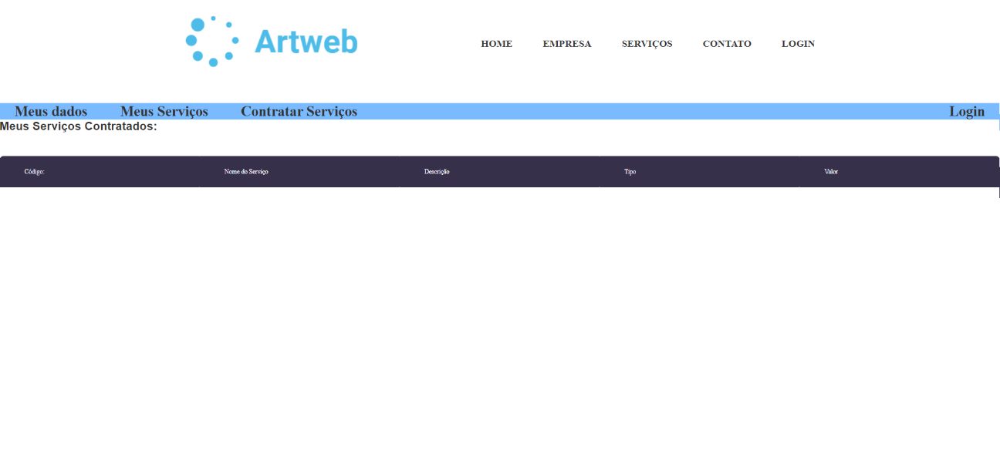 Artweb
HOME EMPRESA SERVIÇOS CONTATO LOGIN
Meus dados Meus Serviços Contratar Serviços Login
Meus Serviços Contratados:
Código: Nome do Serviço Descrição Tipo Valor